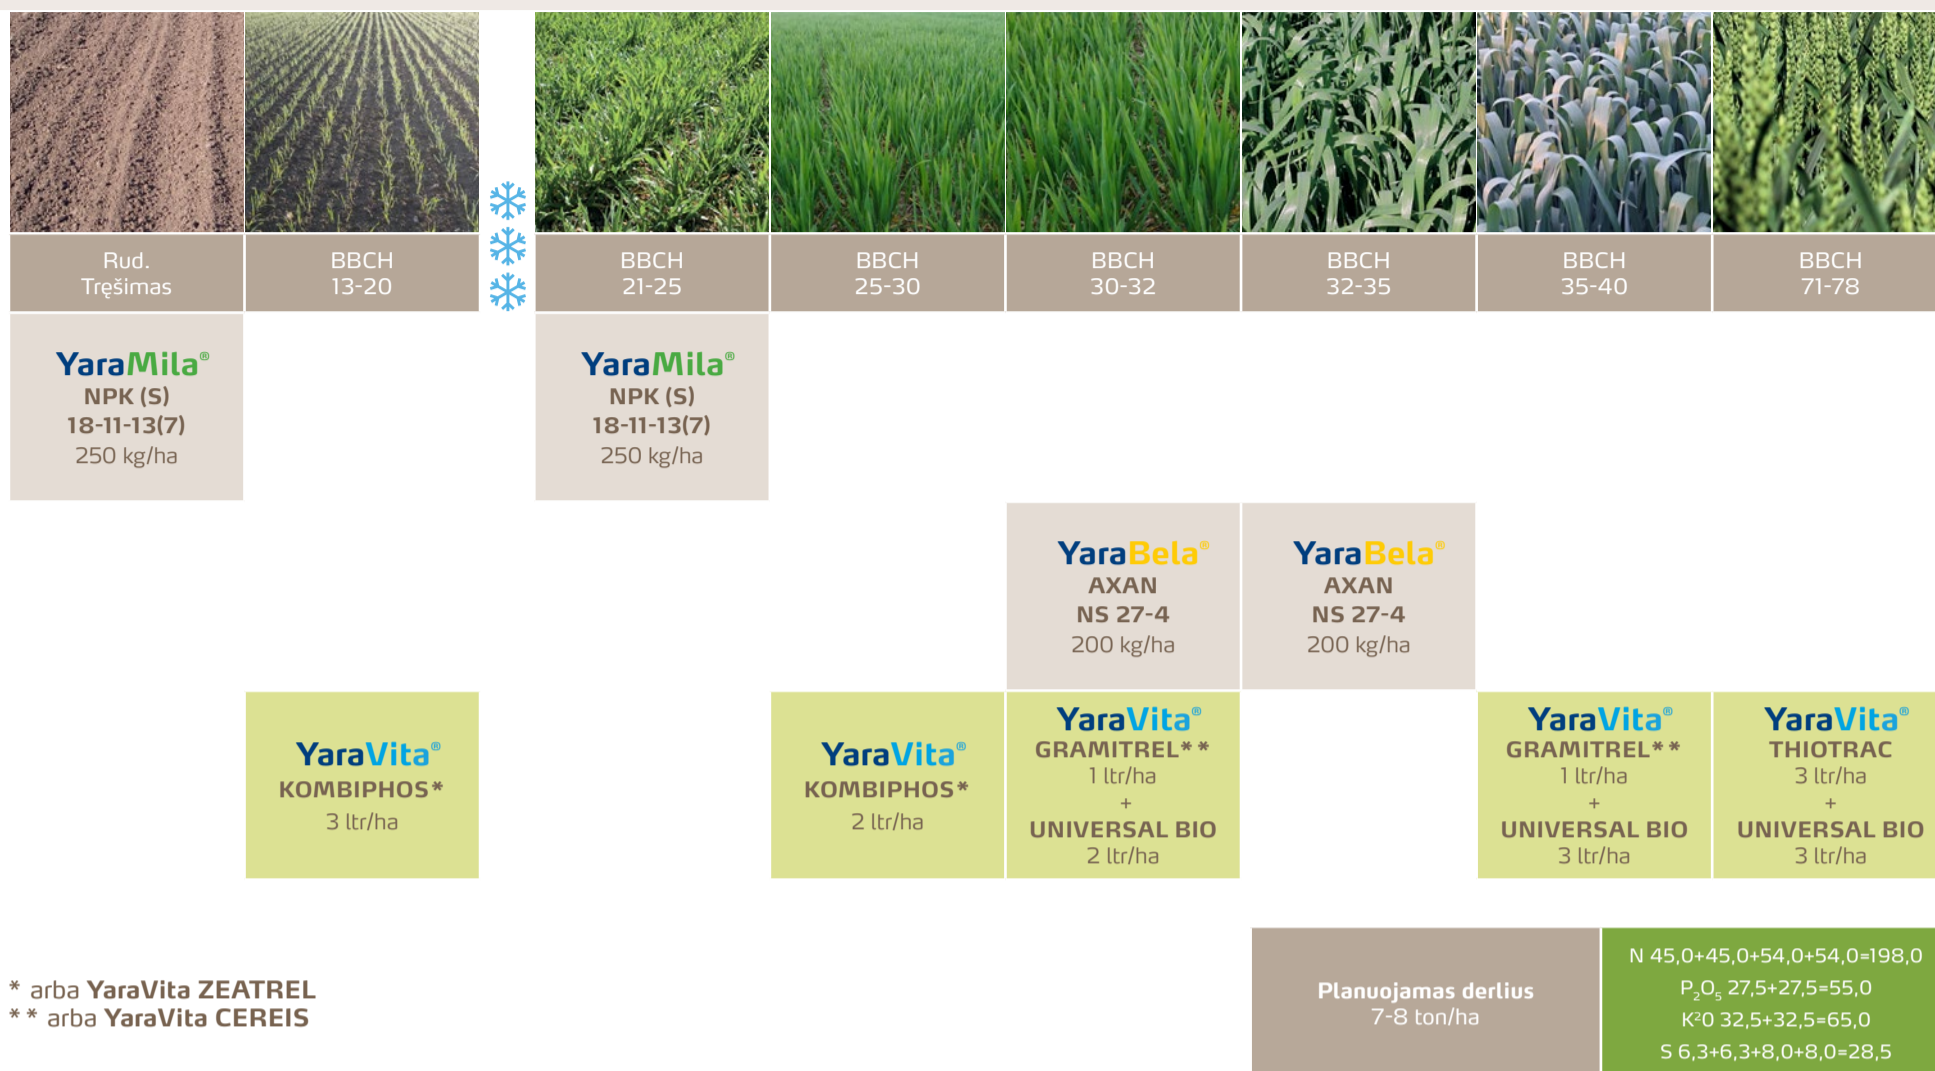 Rud.
Tręšimas
BBCH
13-20
BBCH
21-25
BBCH
25-30
BBCH
30-32
BBCH
32-35
BBCH
35-40
BBCH
71-78
YaraMila®
NPK (S)
18-11-13(7)
250 kg/ha
YaraMila®
NPK (S)
18-11-13(7)
250 kg/ha
YaraBela®
AXAN
NS 27-4
200 kg/ha
YaraBela®
AXAN
NS 27-4
200 kg/ha
YaraVita®
KOMBIPHOS*
3 ltr/ha
YaraVita®
KOMBIPHOS*
2 ltr/ha
YaraVita®
GRAMITREL**
1 ltr/ha
+
UNIVERSAL BIO
2 ltr/ha
YaraVita®
GRAMITREL**
1 ltr/ha
+
UNIVERSAL BIO
3 ltr/ha
YaraVita®
THIOTRAC
3 ltr/ha
+
UNIVERSAL BIO
3 ltr/ha
* arba YaraVita ZEATREL
** arba YaraVita CEREIS
Planuojamas derlius
7-8 ton/ha
N 45,0+45,0+54,0+54,0=198,0
P₂O₅ 27,5+27,5=55,0
K²0 32,5+32,5=65,0
S 6,3+6,3+8,0+8,0=28,5